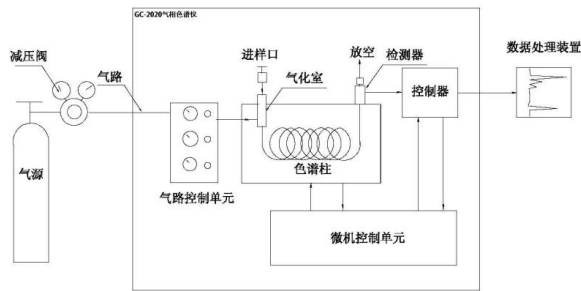 GC-2020气相色谱仪
减压阀
气路
进样口
放空
检测器
数据处理装置
气化室
控制器
气源
色谱柱
气路控制单元
微机控制单元